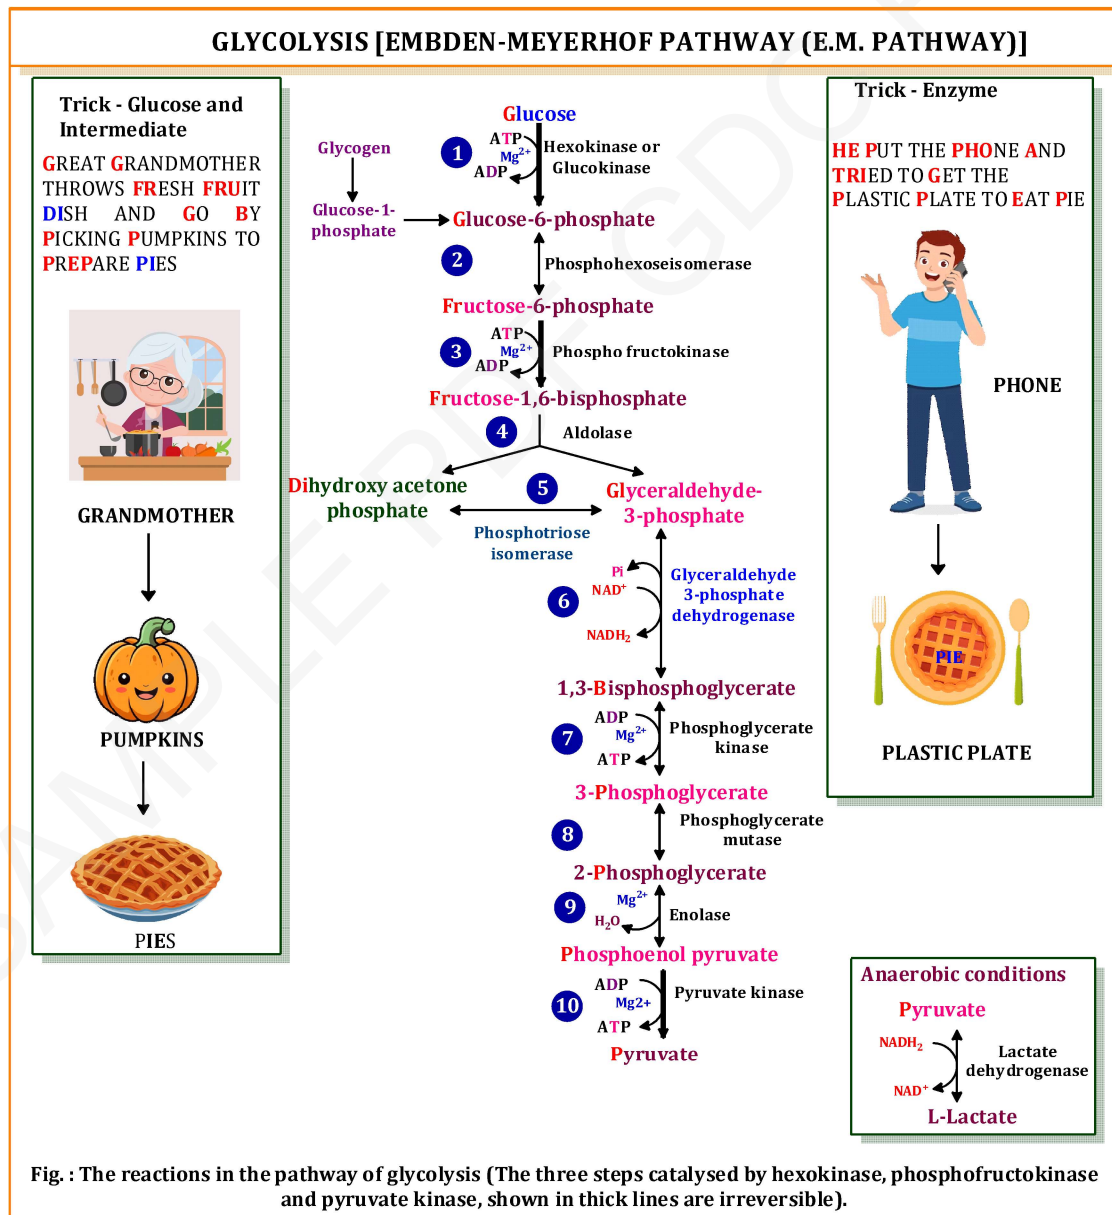 GLYCOLYSIS [EMBDEN-MEYERHOF PATHWAY (E.M. PATHWAY)]
Trick - Glucose and
Intermediate
GREAT GRANDMOTHER
THROWS FRESH FRUIT
DISH AND GO BY
PICKING PUMPKINS TO
PREPARE PIES
GRANDMOTHER
PUMPKINS
PIES
Glucose
1
ATP
Mg2+
ADP
Hexokinase or
Glucokinase
Glycogen
Glucose-1-
phosphate
Glucose-6-phosphate
2
Phosphohexoseisomerase
Fructose-6-phosphate
3
ATP
Mg2+
ADP
Phospho fructokinase
Fructose-1,6-bisphosphate
4
Aldolase
Dihydroxy acetone
phosphate
5
Phosphotriose
isomerase
Glyceraldehyde-
3-phosphate
6
Pi
NAD+
NADH2
Glyceraldehyde
3-phosphate
dehydrogenase
1,3-Bisphosphoglycerate
7
ADP
Mg2+
ATP
Phosphoglycerate
kinase
3-Phosphoglycerate
8
Phosphoglycerate
mutase
2-Phosphoglycerate
9
Mg2+
H2O
Enolase
Phosphoenol pyruvate
10
ADP
Mg2+
ATP
Pyruvate kinase
Pyruvate
Trick - Enzyme
HE PUT THE PHONE AND
TRIED TO GET THE
PLASTIC PLATE TO EAT PIE
PHONE
PIE
PLASTIC PLATE
Anaerobic conditions
Pyruvate
NADH2
NAD+
Lactate
dehydrogenase
L-Lactate
Fig. : The reactions in the pathway of glycolysis (The three steps catalysed by hexokinase, phosphofructokinase
and pyruvate kinase, shown in thick lines are irreversible).
SAMPLE PDF GDC